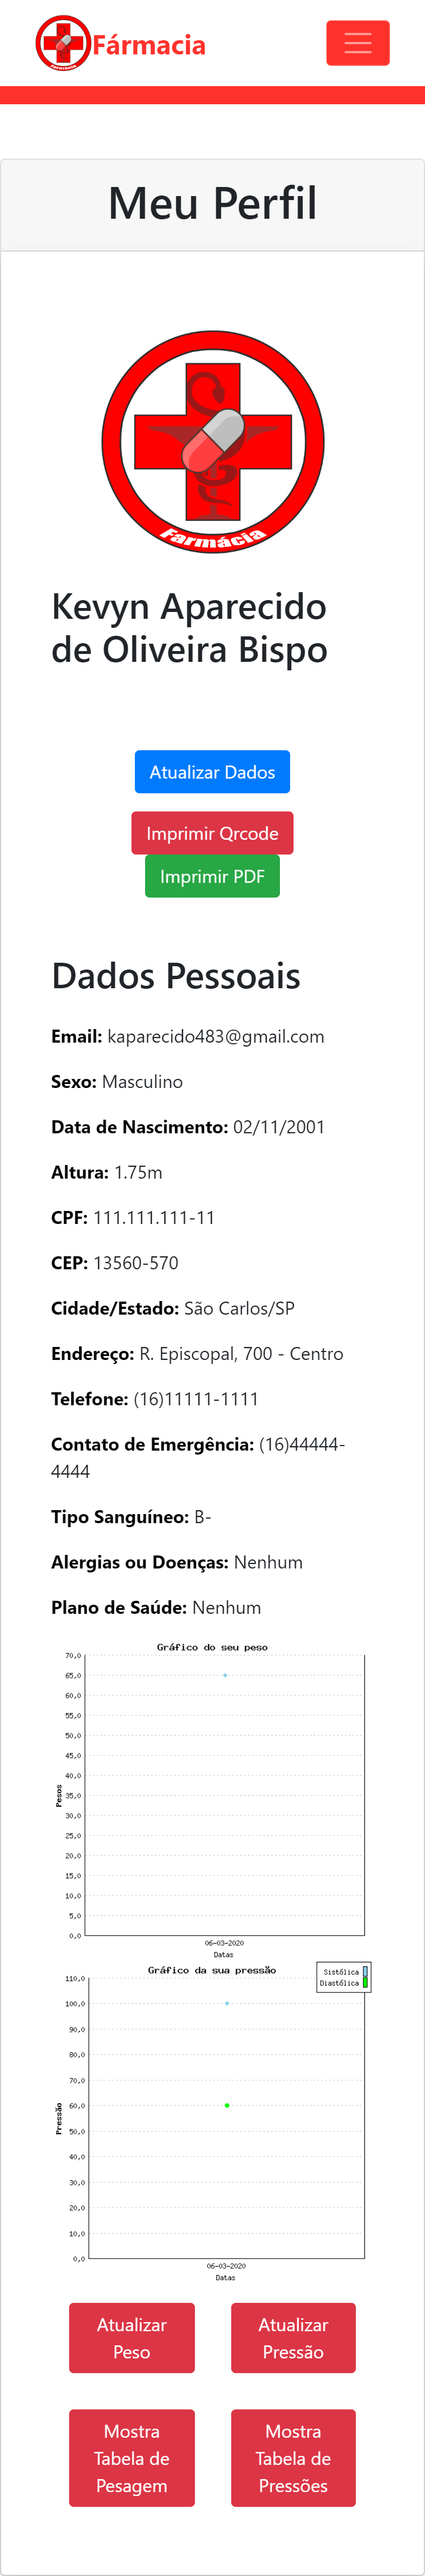 Farmácia
Fármacia
Meu Perfil
Farmácia
Kevyn Aparecido
de Oliveira Bispo
Atualizar Dados
Imprimir Qrcode
Imprimir PDF
Dados Pessoais
Email: kaparecido483@gmail.com
Sexo: Masculino
Data de Nascimento: 02/11/2001
Altura: 1.75m
CPF: 111.111.111-11
CEP: 13560-570
Cidade/Estado: São Carlos/SP
Endereço: R. Episcopal, 700 - Centro
Telefone: (16)11111-1111
Contato de Emergência: (16)44444-
4444
Tipo Sanguíneo: B-
Alergias ou Doenças: Nenhum
Plano de Saúde: Nenhum
Gráfico do seu peso
70,0
65,0
60,0
55,0
50,0
45,0
40,0
35,0
30,0
25,0
20,0
15,0
10,0
5,0
0,0
Pesos
06-03-2020
Datas
Gráfico da sua pressão
Sistólica
Diastólica
110,0
100,0
90,0
80,0
70,0
60,0
50,0
40,0
30,0
20,0
10,0
0,0
Pressão
06-03-2020
Datas
Atualizar
Peso
Atualizar
Pressão
Mostra
Tabela de
Pesagem
Mostra
Tabela de
Pressões